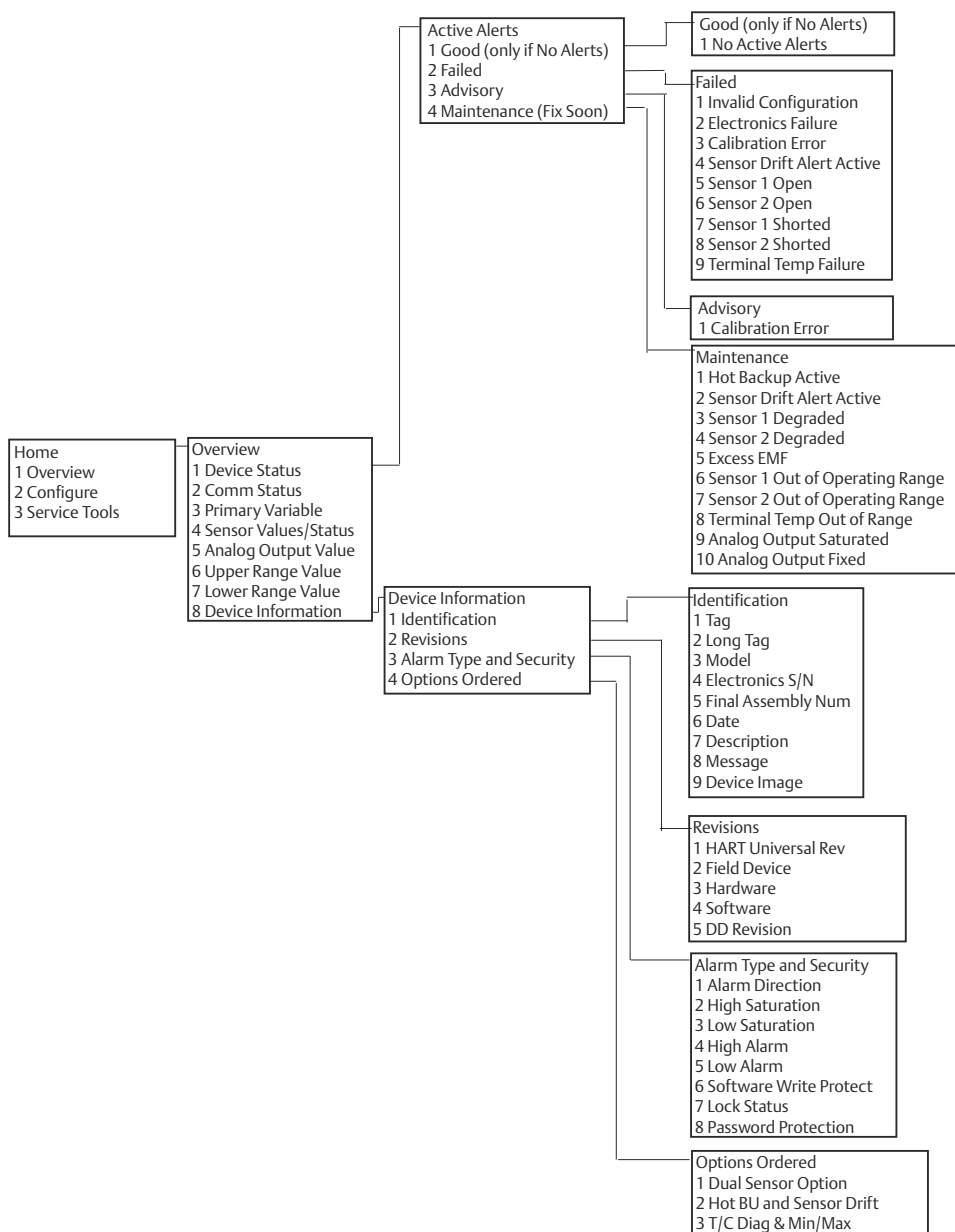 Home
1 Overview
2 Configure
3 Service Tools
Overview
1 Device Status
2 Comm Status
3 Primary Variable
4 Sensor Values/Status
5 Analog Output Value
6 Upper Range Value
7 Lower Range Value
8 Device Information
Active Alerts
1 Good (only if No Alerts)
2 Failed
3 Advisory
4 Maintenance (Fix Soon)
Good (only if No Alerts)
1 No Active Alerts
Failed
1 Invalid Configuration
2 Electronics Failure
3 Calibration Error
4 Sensor Drift Alert Active
5 Sensor 1 Open
6 Sensor 2 Open
7 Sensor 1 Shorted
8 Sensor 2 Shorted
9 Terminal Temp Failure
Advisory
1 Calibration Error
Maintenance
1 Hot Backup Active
2 Sensor Drift Alert Active
3 Sensor 1 Degraded
4 Sensor 2 Degraded
5 Excess EMF
6 Sensor 1 Out of Operating Range
7 Sensor 2 Out of Operating Range
8 Terminal Temp Out of Range
9 Analog Output Saturated
10 Analog Output Fixed
Device Information
1 Identification
2 Revisions
3 Alarm Type and Security
4 Options Ordered
Identification
1 Tag
2 Long Tag
3 Model
4 Electronics S/N
5 Final Assembly Num
6 Date
7 Description
8 Message
9 Device Image
Revisions
1 HART Universal Rev
2 Field Device
3 Hardware
4 Software
5 DD Revision
Alarm Type and Security
1 Alarm Direction
2 High Saturation
3 Low Saturation
4 High Alarm
5 Low Alarm
6 Software Write Protect
7 Lock Status
8 Password Protection
Options Ordered
1 Dual Sensor Option
2 Hot BU and Sensor Drift
3 T/C Diag & Min/Max